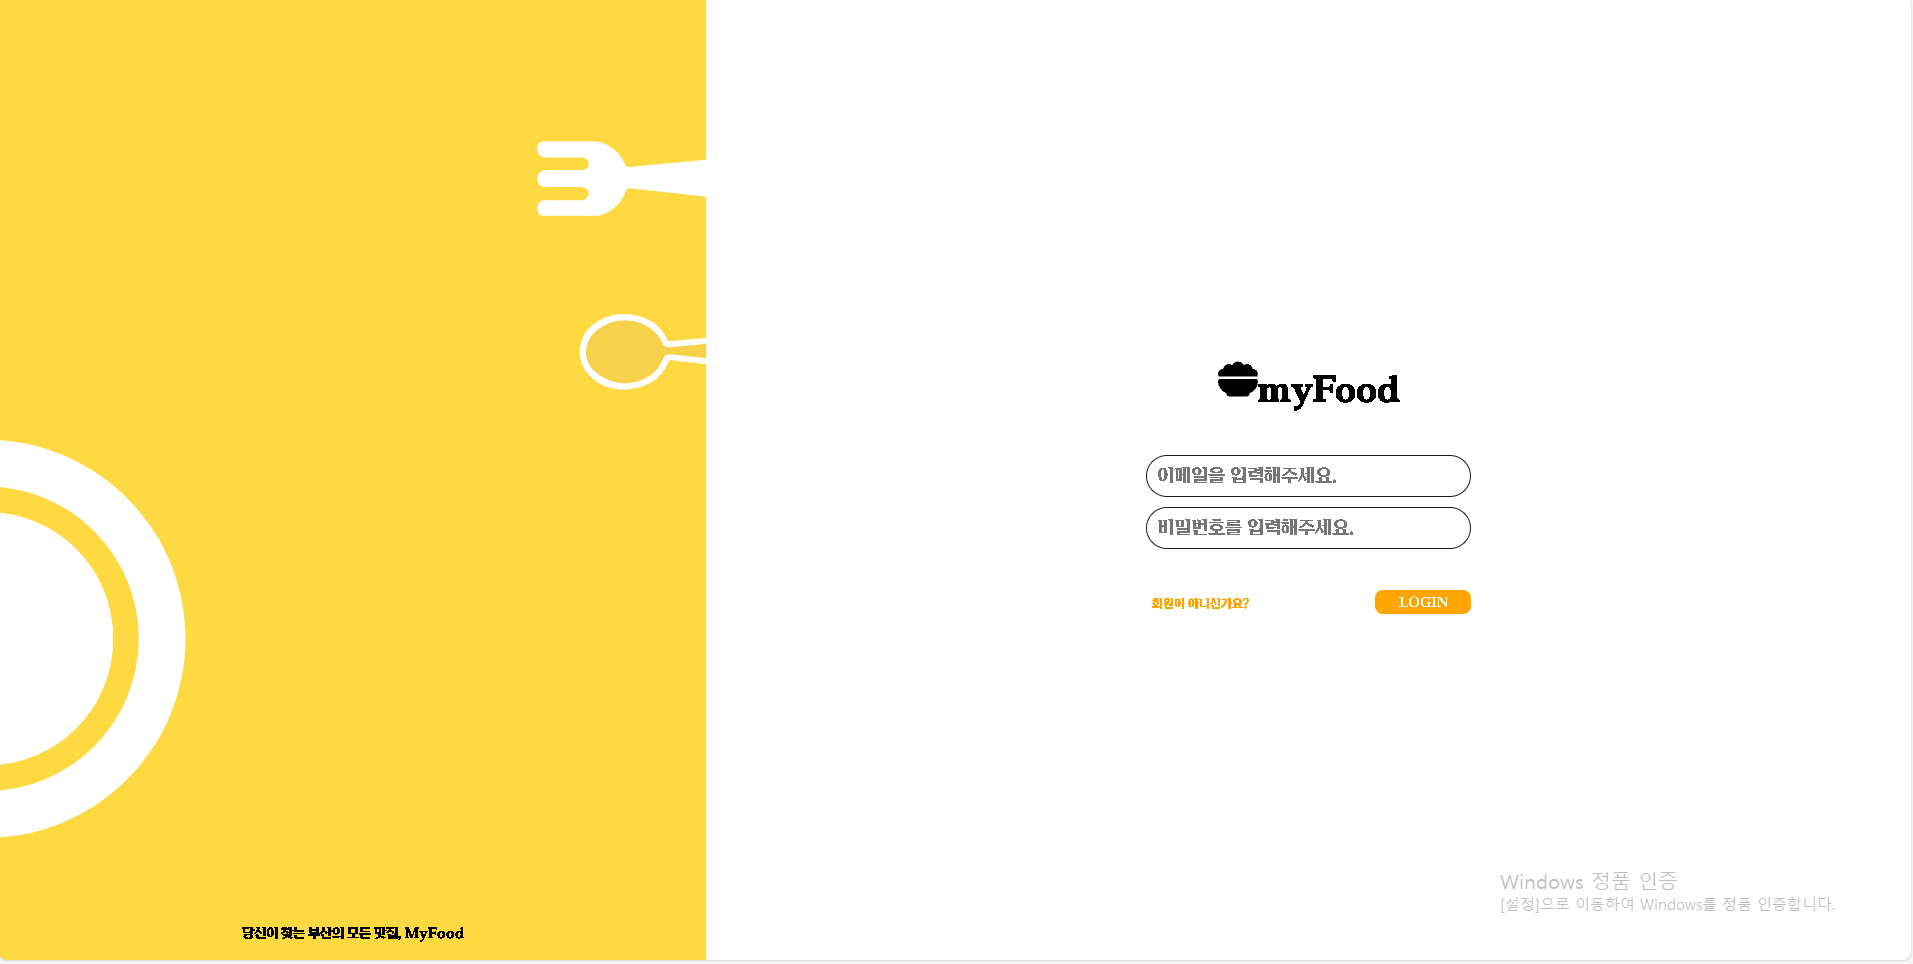 myFood
이메일을 입력해주세요.
비밀번호를 입력해주세요.
회원이 아니신가요?
LOGIN
당신이 찾는 부산의 모든 맛집, MyFood
Windows 정품 인증
[설정]으로 이동하여 Windows를 정품 인증합니다.